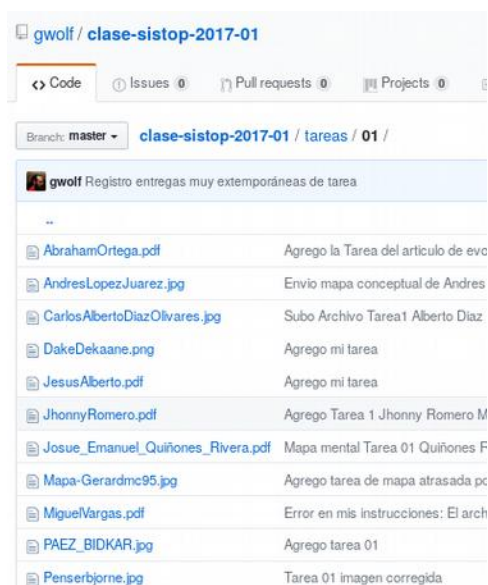 gwolf / clase-sistop-2017-01
Code Issues 0 Pull requests 0 Projects 0
Branch: master clase-sistop-2017-01 / tareas / 01 /
gwolf Registro entregas muy extemporáneas de tarea
..
AbrahamOrtega.pdf Agrego la Tarea del articulo de evo
AndresLopezJuarez.jpg Envio mapa conceptual de Andres
CarlosAlbertoDiazOlivares.jpg Subo Archivo Tarea1 Alberto Diaz
DakeDekaane.png Agrego mi tarea
JesusAlberto.pdf Agrego mi tarea
JhonnyRomero.pdf Agrego Tarea 1 Jhonny Romero M
Josue_Emanuel_Quiñones_Rivera.pdf Mapa mental Tarea 01 Quiñones R
Mapa-Gerardmc95.jpg Agrego tarea de mapa atrasada po
MiguelVargas.pdf Error en mis instrucciones: El arch
PAEZ_BIDKAR.jpg Agrego tarea 01
Penserbjorne.jpg Tarea 01 imagen corregida